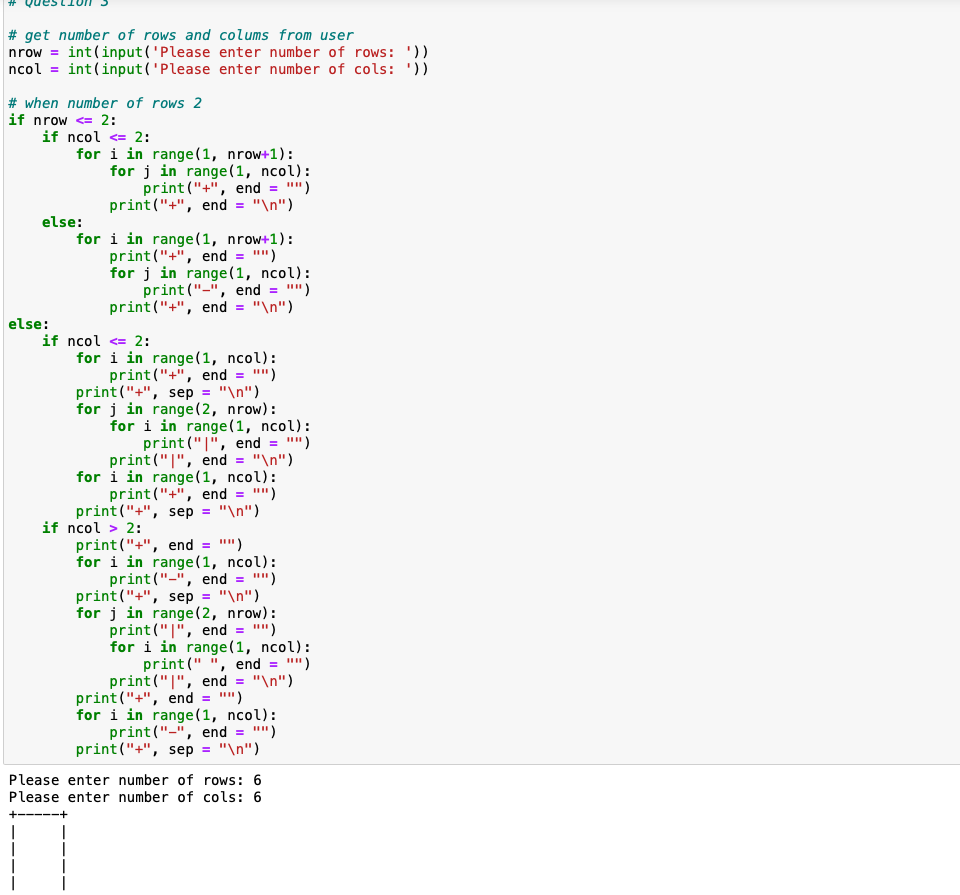 # Question 3
# get number of rows and colums from user
nrow = int(input('Please enter number of rows: '))
ncol = int(input('Please enter number of cols: '))
# when number of rows 2
if nrow <= 2:
    if ncol <= 2:
        for i in range(1, nrow+1):
            for j in range(1, ncol):
                print("+", end = "")
            print("+", end = "\n")
    else:
        for i in range(1, nrow+1):
            print("+", end = "")
            for j in range(1, ncol):
                print("-", end = "")
            print("+", end = "\n")
else:
    if ncol <= 2:
        for i in range(1, ncol):
            print("+", end = "")
        print("+", sep = "\n")
        for j in range(2, nrow):
            for i in range(1, ncol):
                print("|", end = "")
            print("|", end = "\n")
        for i in range(1, ncol):
            print("+", end = "")
        print("+", sep = "\n")
    if ncol > 2:
        print("+", end = "")
        for i in range(1, ncol):
            print("-", end = "")
        print("+", sep = "\n")
        for j in range(2, nrow):
            print("|", end = "")
            for i in range(1, ncol):
                print(" ", end = "")
            print("|", end = "\n")
        print("+", end = "")
        for i in range(1, ncol):
            print("-", end = "")
        print("+", sep = "\n")
Please enter number of rows: 6
Please enter number of cols: 6
+-----+
|     |
|     |
|     |
|     |